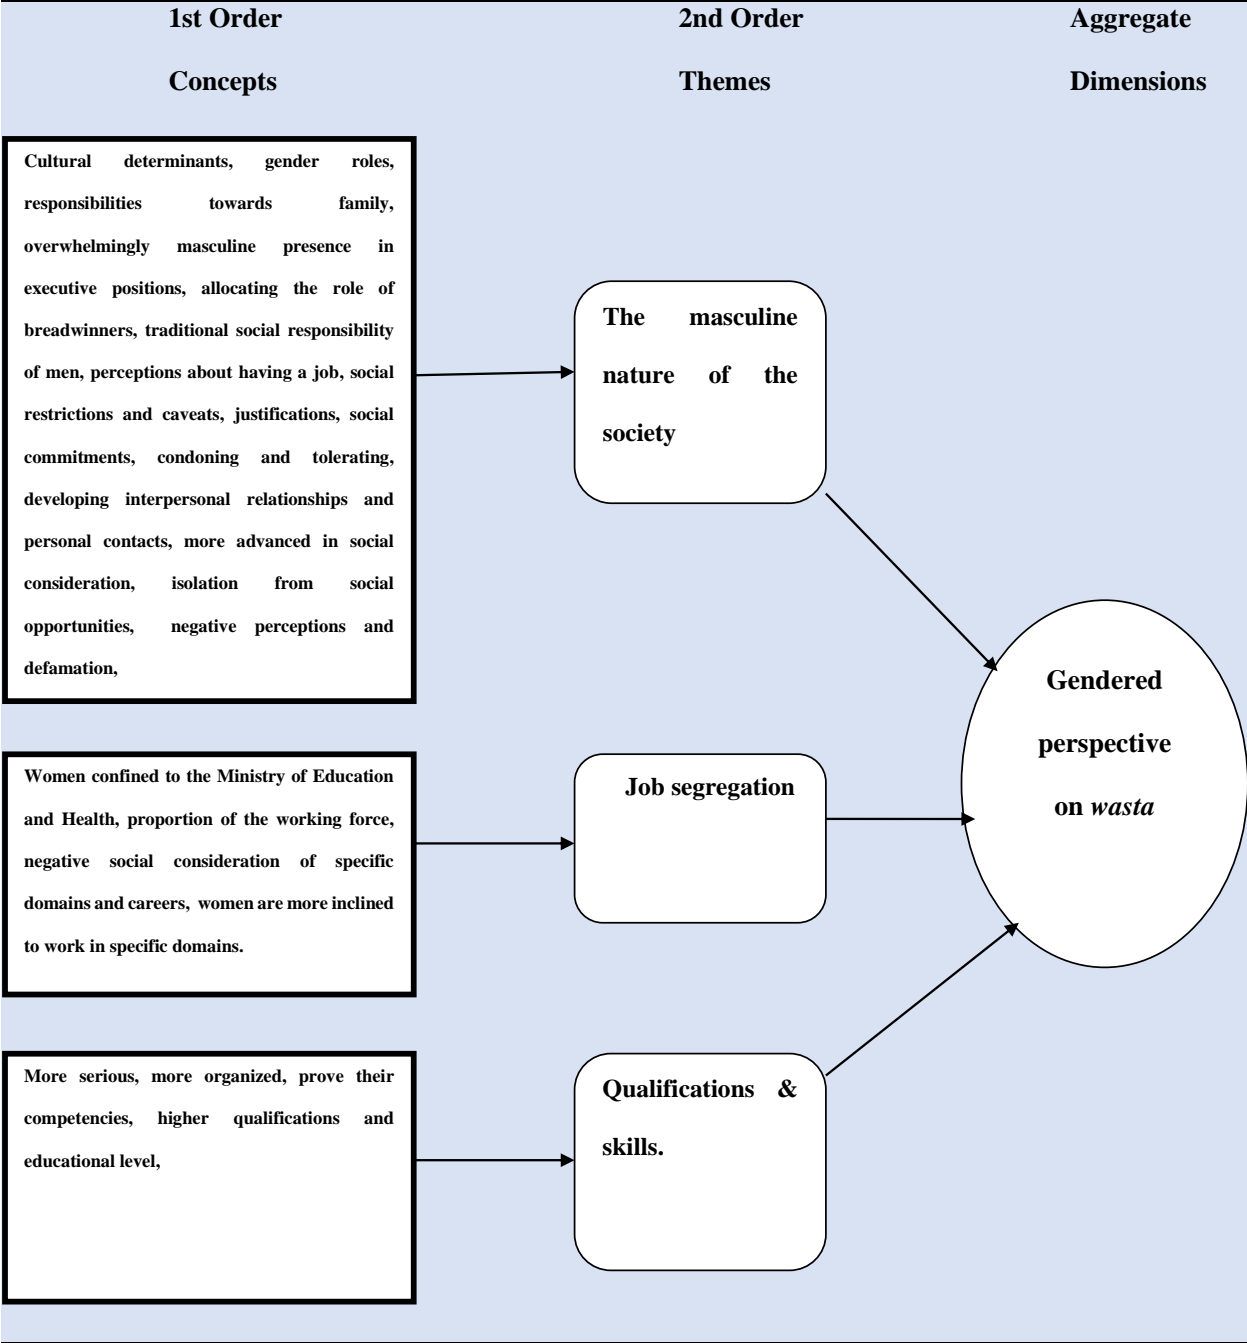 1st Order
Concepts
2nd Order
Themes
Aggregate
Dimensions
Cultural determinants, gender roles,
responsibilities towards family,
overwhelmingly masculine presence in
executive positions, allocating the role of
breadwinners, traditional social responsibility
of men, perceptions about having a job, social
restrictions and caveats, justifications, social
commitments, condoning and tolerating,
developing interpersonal relationships and
personal contacts, more advanced in social
consideration, isolation from social
opportunities, negative perceptions and
defamation,
The masculine
nature of the
society
Women confined to the Ministry of Education
and Health, proportion of the working force,
negative social consideration of specific
domains and careers, women are more inclined
to work in specific domains.
Job segregation
More serious, more organized, prove their
competencies, higher qualifications and
educational level,
Qualifications &
skills.
Gendered
perspective
on wasta